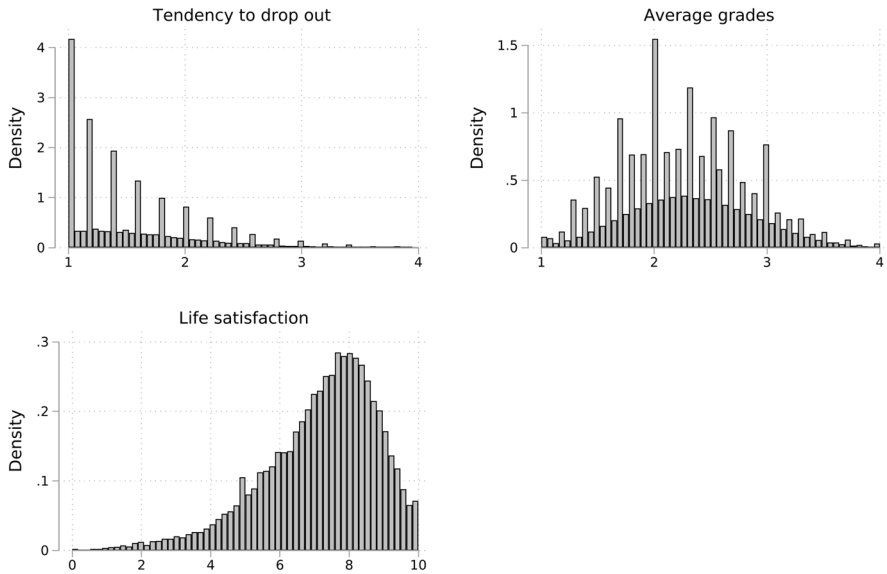 Tendency to drop out
Density
4
3
2
1
0
1 2 3 4
Average grades
Density
1.5
1
.5
0
1 2 3 4
Life satisfaction
Density
.3
.2
.1
0
0 2 4 6 8 10